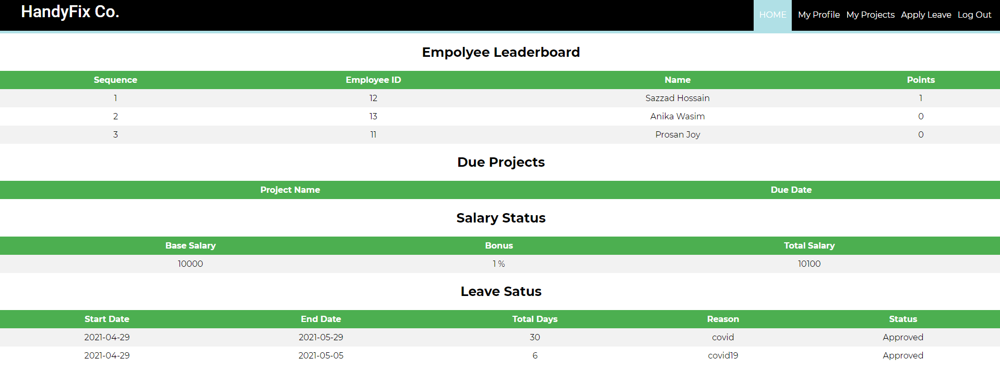 HandyFix Co.
HOME My Profile My Projects Apply Leave Log Out
Empolyee Leaderboard
Sequence Employee ID Name Points
1 12 Sazzad Hossain 1
2 13 Anika Wasim 0
3 11 Prosan Joy 0
Due Projects
Project Name Due Date
Salary Status
Base Salary Bonus Total Salary
10000 1 % 10100
Leave Satus
Start Date End Date Total Days Reason Status
2021-04-29 2021-05-29 30 covid Approved
2021-04-29 2021-05-05 6 covid19 Approved